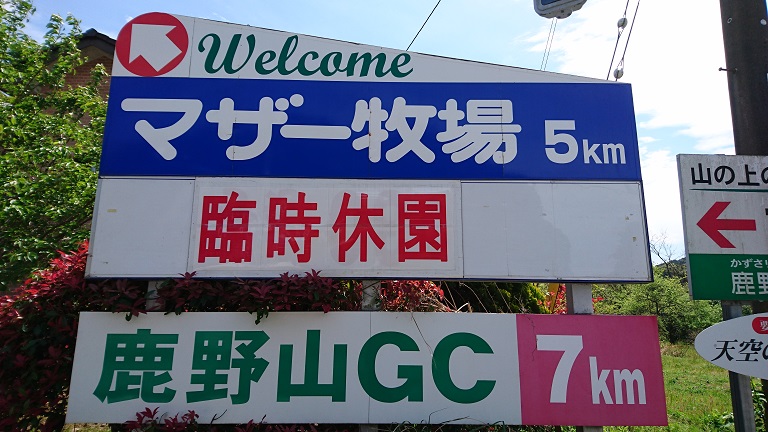 Welcome
マザー牧場 5km
臨時休園
鹿野山GC 7km
山の上の
かずさ
鹿野
天空の